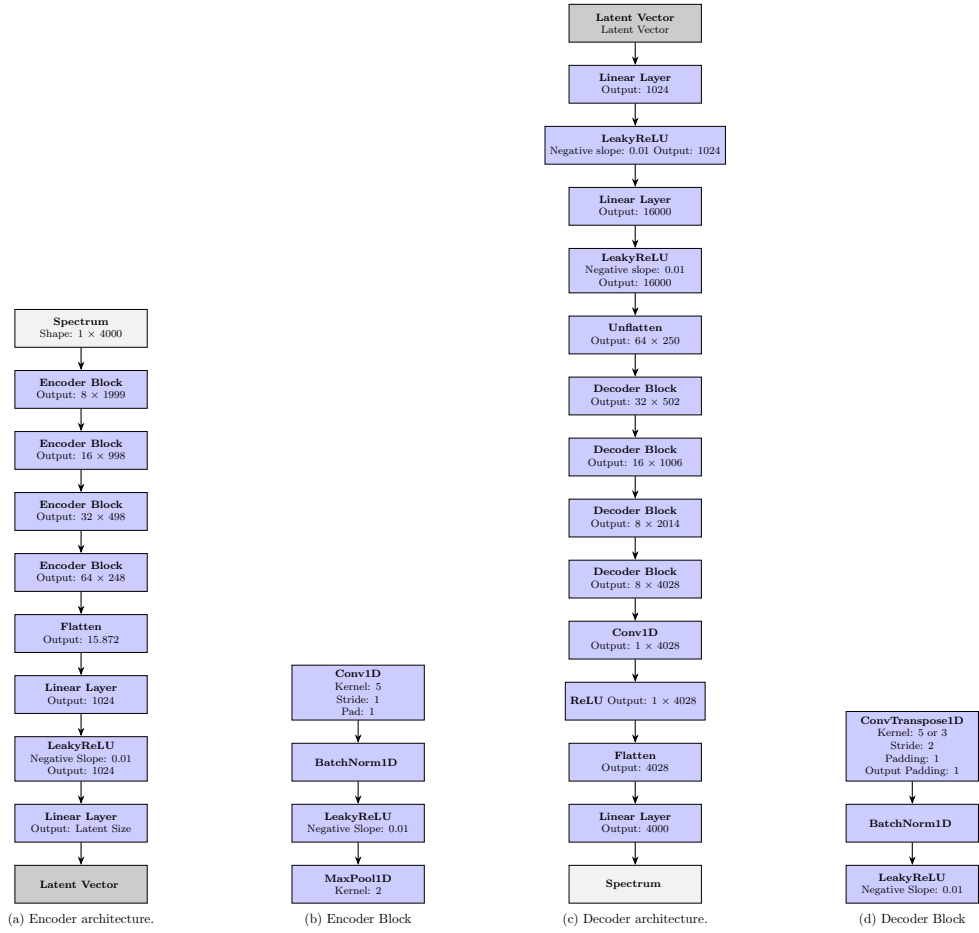 Spectrum
Shape: 1 × 4000
Encoder Block
Output: 8 × 1999
Encoder Block
Output: 16 × 998
Encoder Block
Output: 32 × 498
Encoder Block
Output: 64 × 248
Flatten
Output: 15.872
Linear Layer
Output: 1024
LeakyReLU
Negative Slope: 0.01
Output: 1024
Linear Layer
Output: Latent Size
Latent Vector
(a) Encoder architecture.
Conv1D
Kernel: 5
Stride: 1
Pad: 1
BatchNorm1D
LeakyReLU
Negative Slope: 0.01
MaxPool1D
Kernel: 2
(b) Encoder Block
Latent Vector
Latent Vector
Linear Layer
Output: 1024
LeakyReLU
Negative slope: 0.01 Output: 1024
Linear Layer
Output: 16000
LeakyReLU
Negative slope: 0.01
Output: 16000
Unflatten
Output: 64 × 250
Decoder Block
Output: 32 × 502
Decoder Block
Output: 16 × 1006
Decoder Block
Output: 8 × 2014
Decoder Block
Output: 8 × 4028
Conv1D
Output: 1 × 4028
ReLU Output: 1 × 4028
Flatten
Output: 4028
Linear Layer
Output: 4000
Spectrum
(c) Decoder architecture.
ConvTranspose1D
Kernel: 5 or 3
Stride: 2
Padding: 1
Output Padding: 1
BatchNorm1D
LeakyReLU
Negative Slope: 0.01
(d) Decoder Block